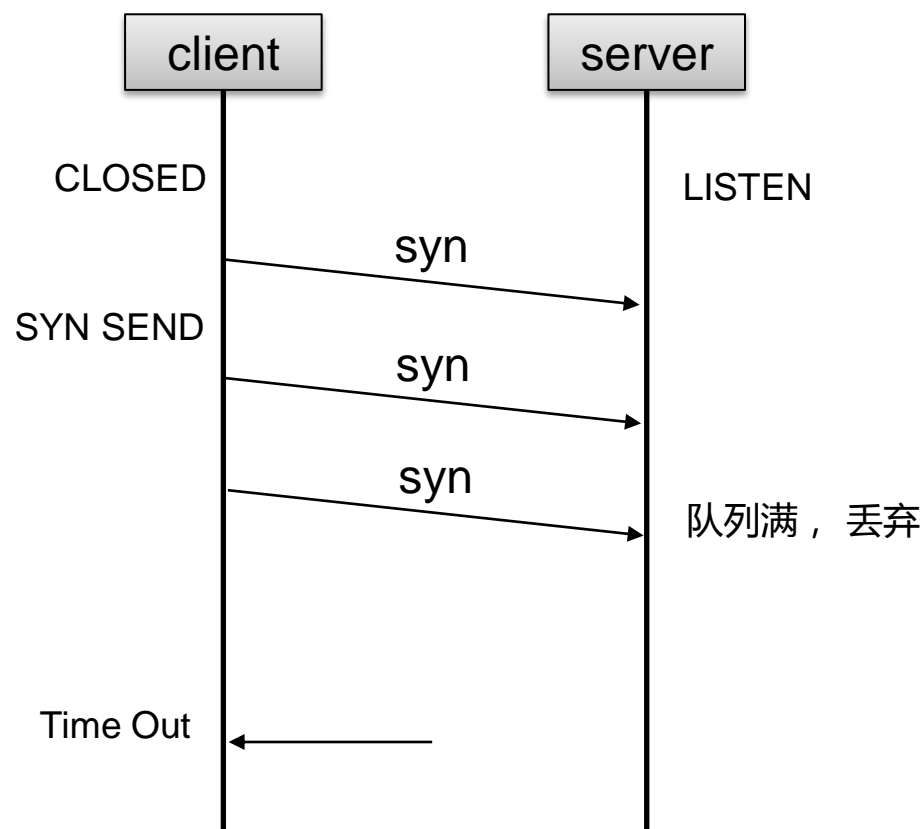 client
server
CLOSED
LISTEN
syn
SYN SEND
syn
syn
队列满，丢弃
Time Out